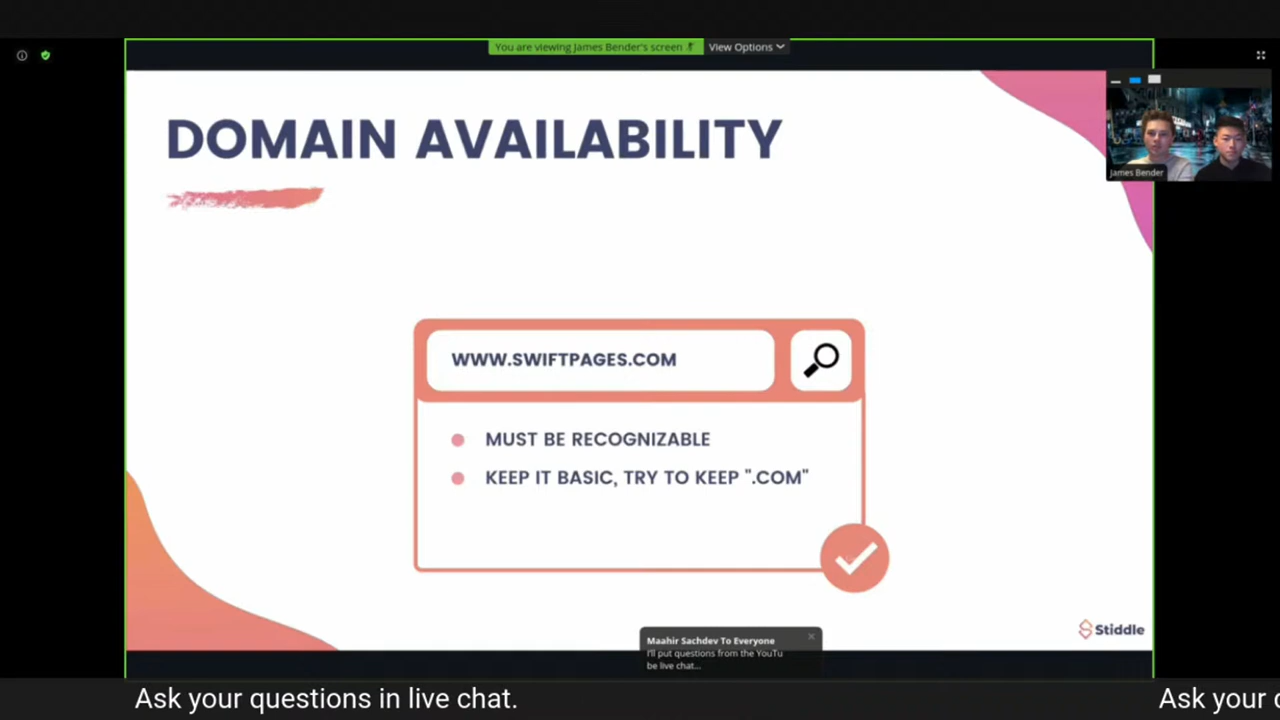 You are viewing James Bender's screen
View Options
DOMAIN AVAILABILITY
James Bender
WWW.SWIFTPAGES.COM
MUST BE RECOGNIZABLE
KEEP IT BASIC, TRY TO KEEP ".COM"
Stiddle
Maahir Sachdev To Everyone
I'll put questions from the YouTu
be live chat...
Ask your questions in live chat.
Ask your